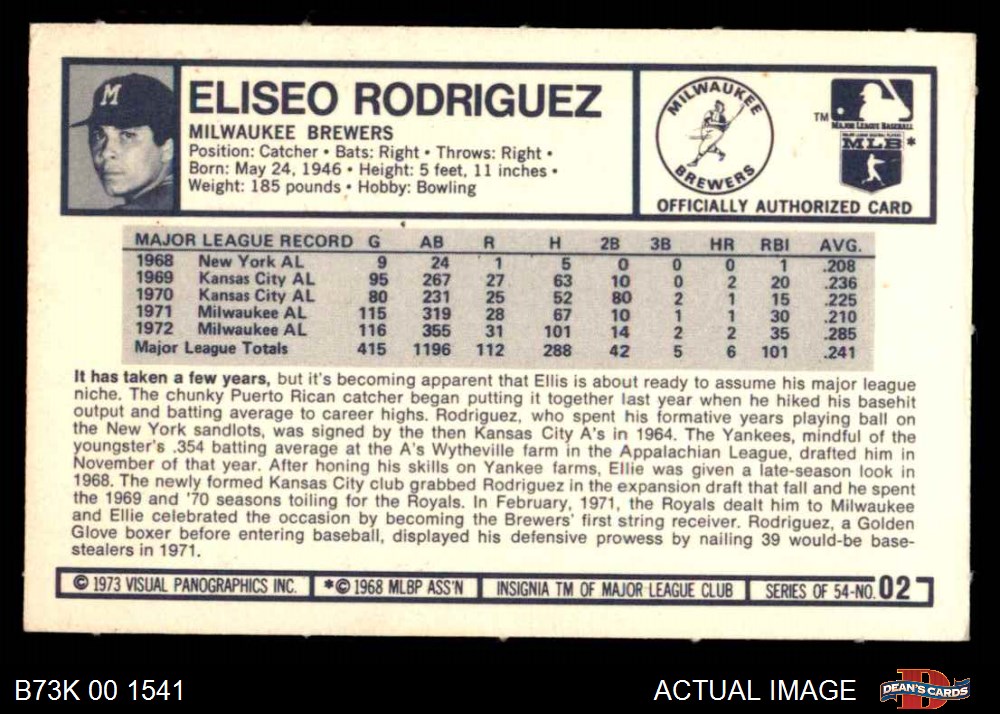 M
ELISEO RODRIGUEZ
MILWAUKEE BREWERS
Position: Catcher • Bats: Right • Throws: Right •
Born: May 24, 1946 • Height: 5 feet, 11 inches •
Weight: 185 pounds • Hobby: Bowling
MILWAUKEE
BREWERS
TM
MAJOR LEAGUE BASEBALL
MLB *
OFFICIALLY AUTHORIZED CARD
MAJOR LEAGUE RECORD G AB R H 2B 3B HR RBI AVG.
1968 New York AL 9 24 1 5 0 0 0 1 .208
1969 Kansas City AL 95 267 27 63 10 0 2 20 .236
1970 Kansas City AL 80 231 25 52 80 2 1 15 .225
1971 Milwaukee AL 115 319 28 67 10 1 1 30 .210
1972 Milwaukee AL 116 355 31 101 14 2 2 35 .285
Major League Totals 415 1196 112 288 42 5 6 101 .241
It has taken a few years, but it's becoming apparent that Ellis is about ready to assume his major league
niche. The chunky Puerto Rican catcher began putting it together last year when he hiked his basehit
output and batting average to career highs. Rodriguez, who spent his formative years playing ball on
the New York sandlots, was signed by the then Kansas City A's in 1964. The Yankees, mindful of the
youngster's .354 batting average at the A's Wytheville farm in the Appalachian League, drafted him in
November of that year. After honing his skills on Yankee farms, Ellie was given a late-season look in
1968. The newly formed Kansas City club grabbed Rodriguez in the expansion draft that fall and he spent
the 1969 and '70 seasons toiling for the Royals. In February, 1971, the Royals dealt him to Milwaukee
and Ellie celebrated the occasion by becoming the Brewers' first string receiver. Rodriguez, a Golden
Glove boxer before entering baseball, displayed his defensive prowess by nailing 39 would-be base-
stealers in 1971.
© 1973 VISUAL PANOGRAPHICS INC. *© 1968 MLBP ASS'N INSIGNIA TM OF MAJOR LEAGUE CLUB SERIES OF 54-NO. 02
B73K 00 1541 ACTUAL IMAGE DEAN'S CARDS